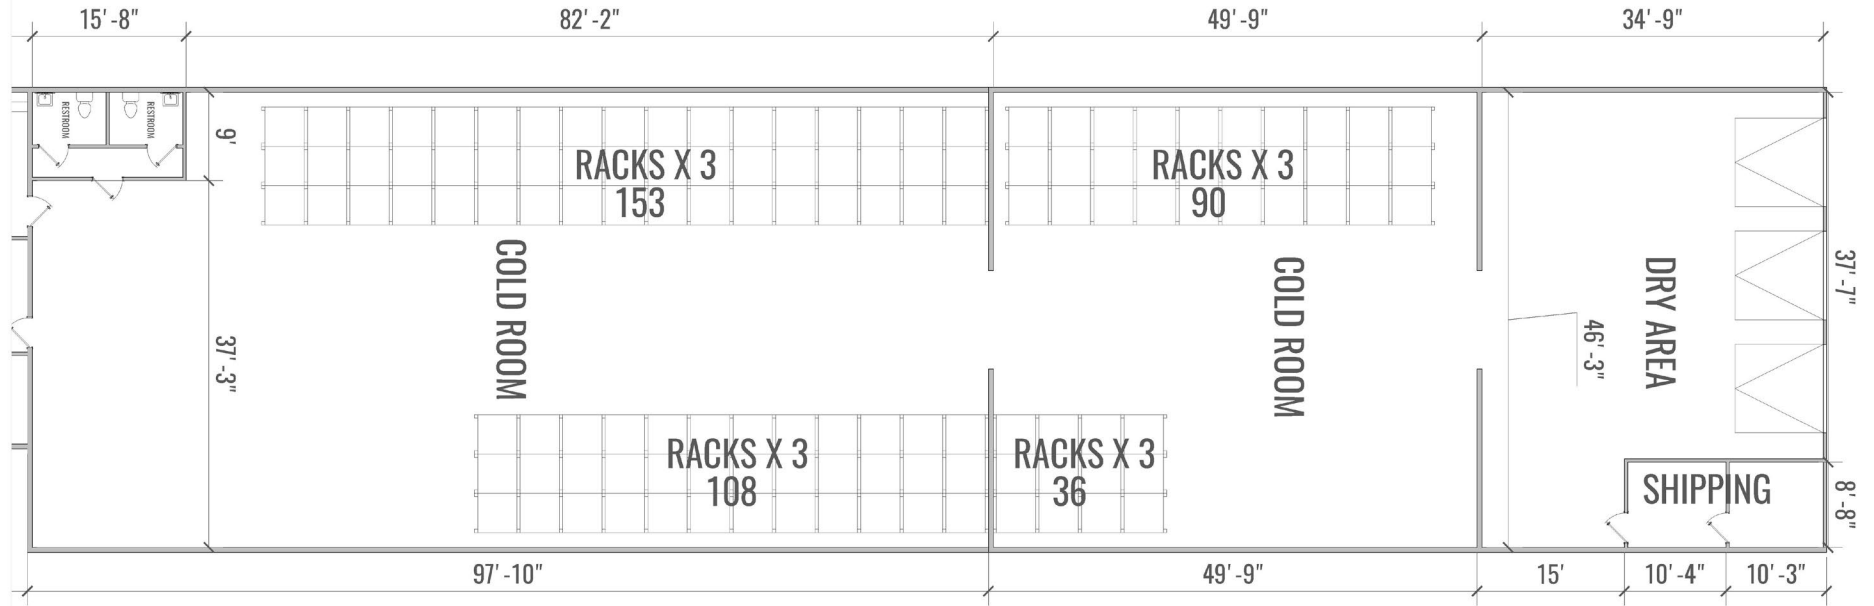 15'-8"
82'-2"
49'-9"
34'-9"
RESTROOM
RESTROOM
9'
RACKS X 3
153
RACKS X 3
90
COLD ROOM
COLD ROOM
DRY AREA
37'-7"
37'-3"
46'-3"
RACKS X 3
108
RACKS X 3
36
SHIPPING
8'-8"
97'-10"
49'-9"
15'
10'-4"
10'-3"